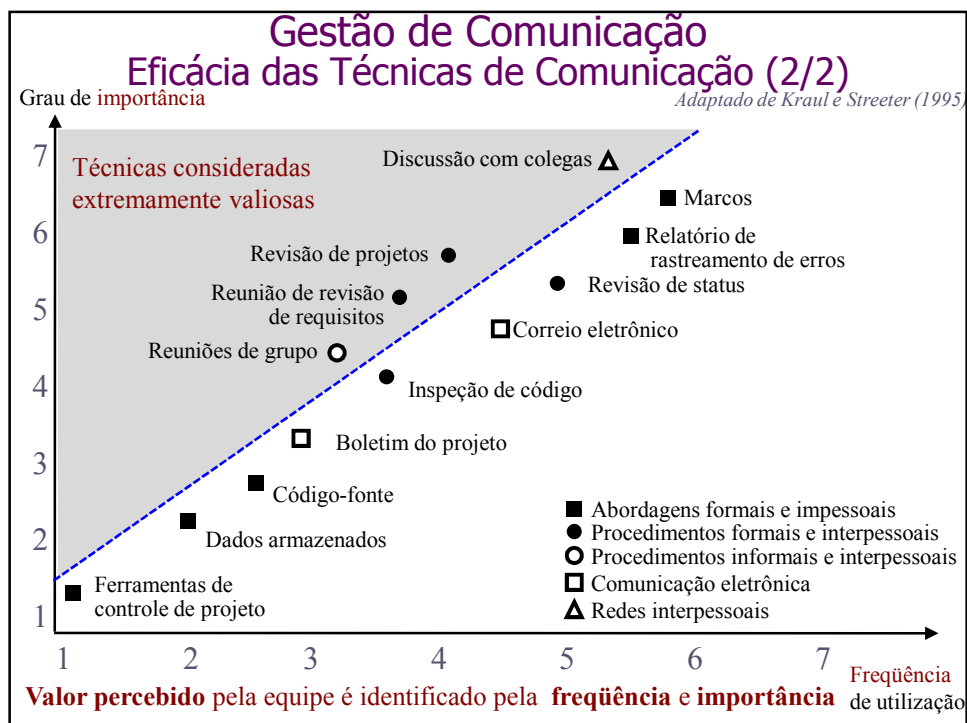 Gestão de Comunicação
Eficácia das Técnicas de Comunicação (2/2)
Grau de importância
Adaptado de Kraul e Streeter (1995)
7
6
5
4
3
2
1
Técnicas consideradas
extremamente valiosas
Discussão com colegas
Marcos
Relatório de
rastreamento de erros
Revisão de projetos
Revisão de status
Reunião de revisão
de requisitos
Correio eletrônico
Reuniões de grupo
Inspeção de código
Boletim do projeto
Código-fonte
Dados armazenados
Ferramentas de
controle de projeto
Abordagens formais e impessoais
Procedimentos formais e interpessoais
Procedimentos informais e interpessoais
Comunicação eletrônica
Redes interpessoais
1 2 3 4 5 6 7
Freqüência
de utilização
Valor percebido pela equipe é identificado pela freqüência e importância